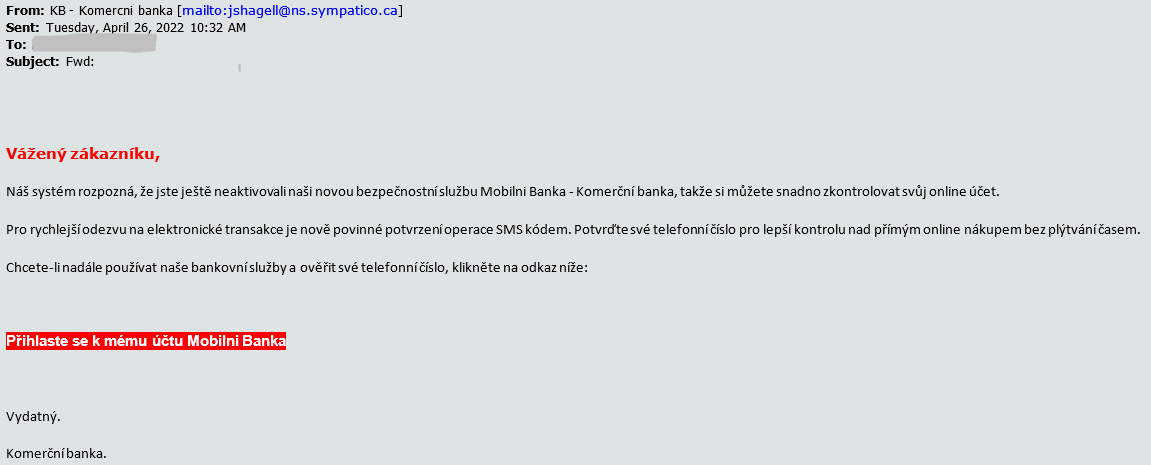 From: KB - Komercni banka [mailto:jshagell@ns.sympatico.ca]
Sent: Tuesday, April 26, 2022 10:32 AM
To:
Subject: Fwd:
Vážený zákazníku,
Náš systém rozpozná, že jste ještě neaktivovali naši novou bezpečnostní službu Mobilni Banka - Komerční banka, takže si můžete snadno zkontrolovat svůj online účet.
Pro rychlejší odezvu na elektronické transakce je nově povinné potvrzení operace SMS kódem. Potvrďte své telefonní číslo pro lepší kontrolu nad přímým online nákupem bez plýtvání časem.
Chcete-li nadále používat naše bankovní služby a ověřit své telefonní číslo, klikněte na odkaz níže:
Přihlaste se k mému účtu Mobilni Banka
Vydatný.
Komerční banka.